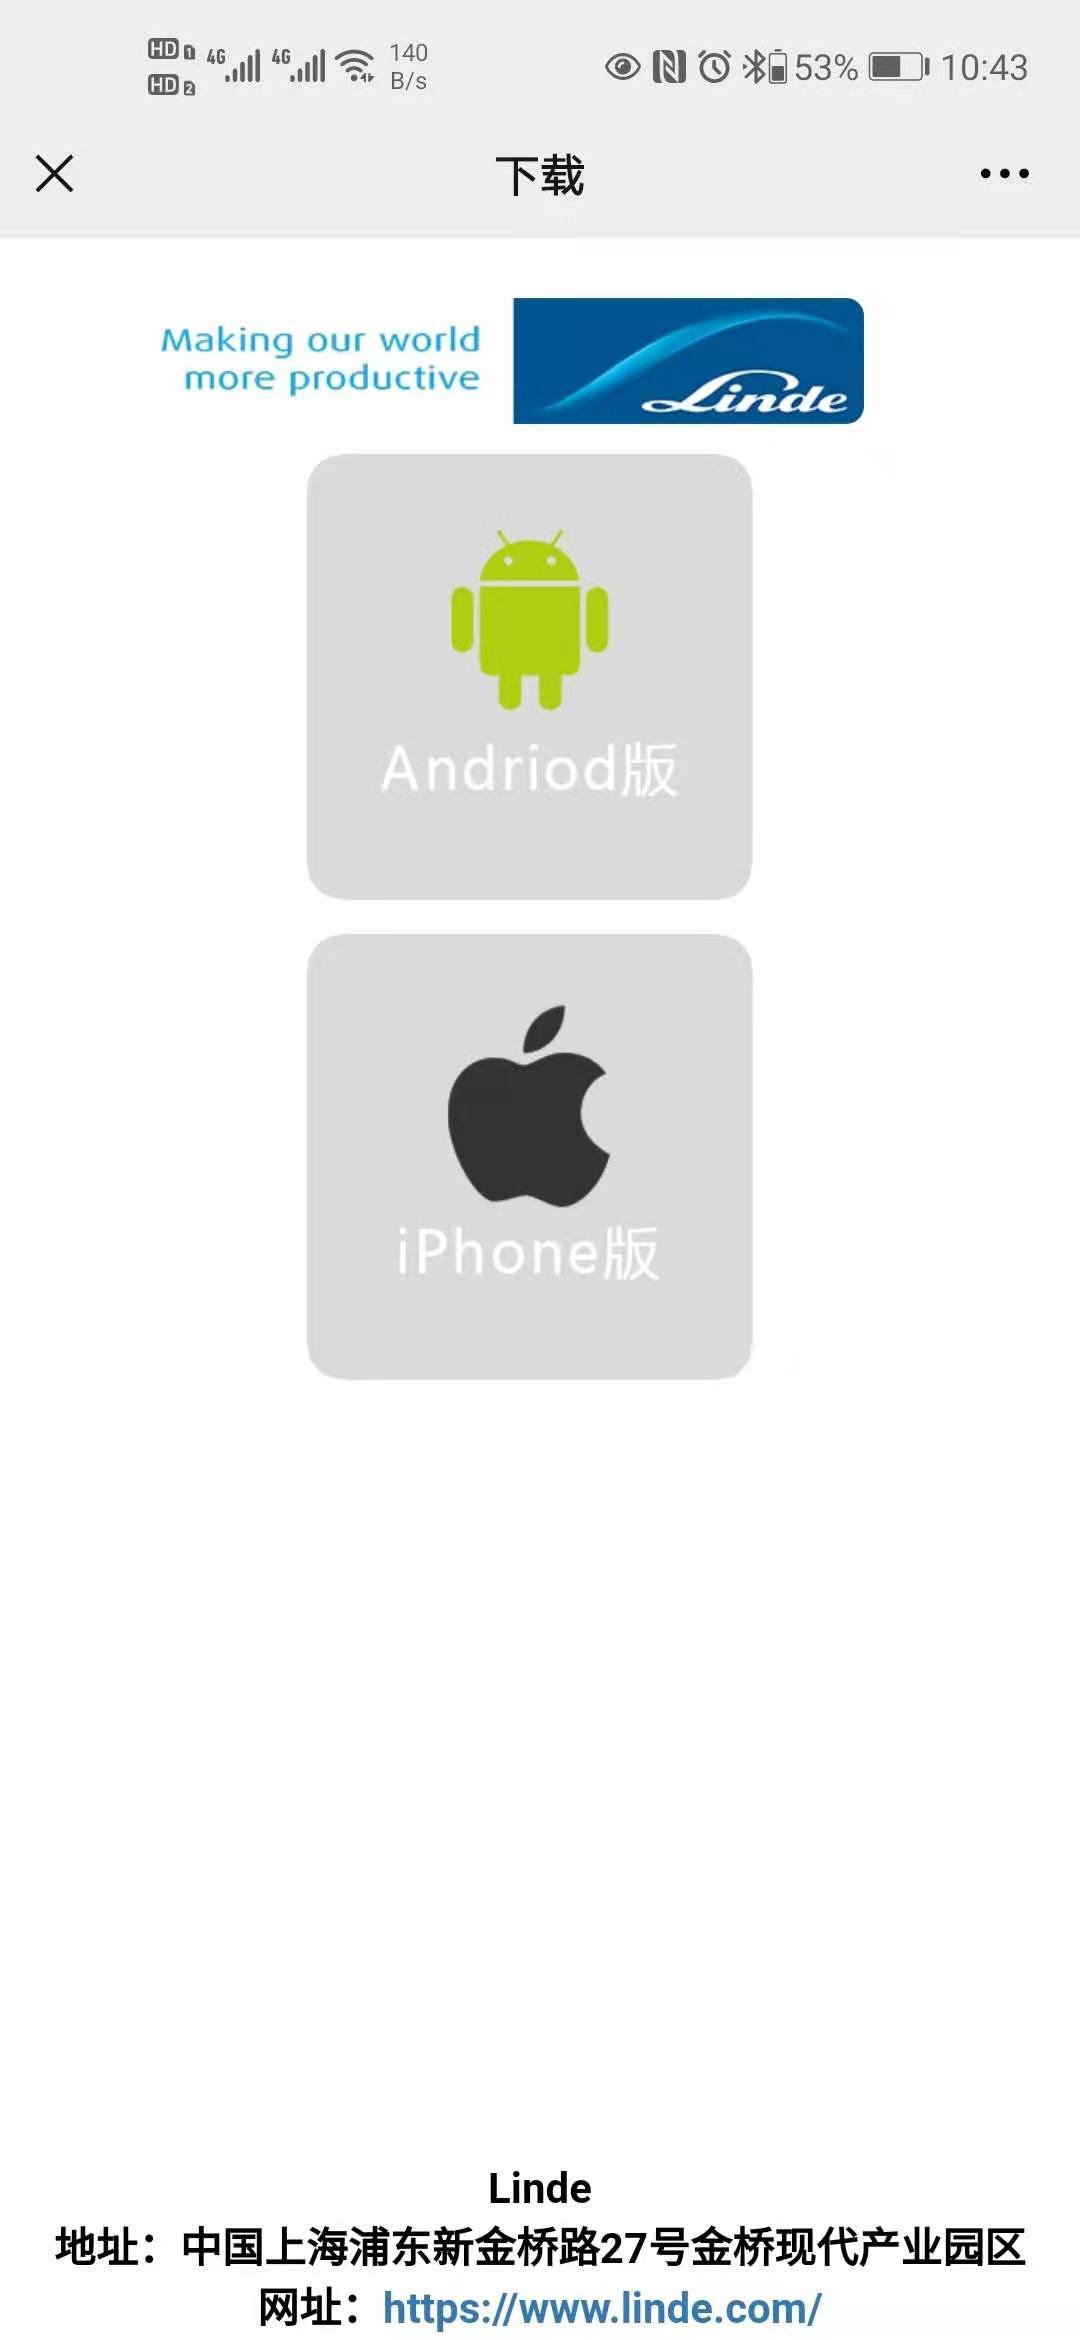 HD 1 4G 4G 140
HD 2 B/s
53% 10:43
下载
Making our world
more productive
Linde
Andriod版
iPhone版
Linde
地址：中国上海浦东新金桥路27号金桥现代产业园区
网址：https://www.linde.com/